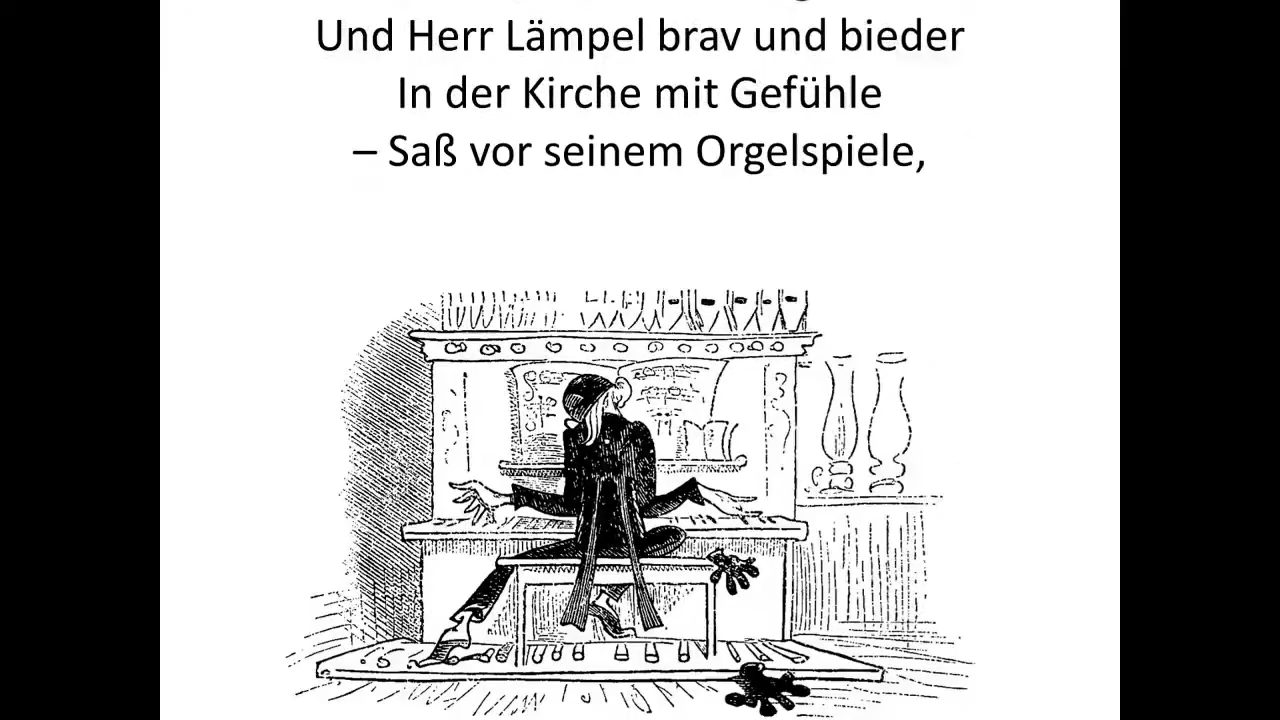 Und Herr Lämpel brav und bieder
In der Kirche mit Gefühle
– Saß vor seinem Orgelspiele,